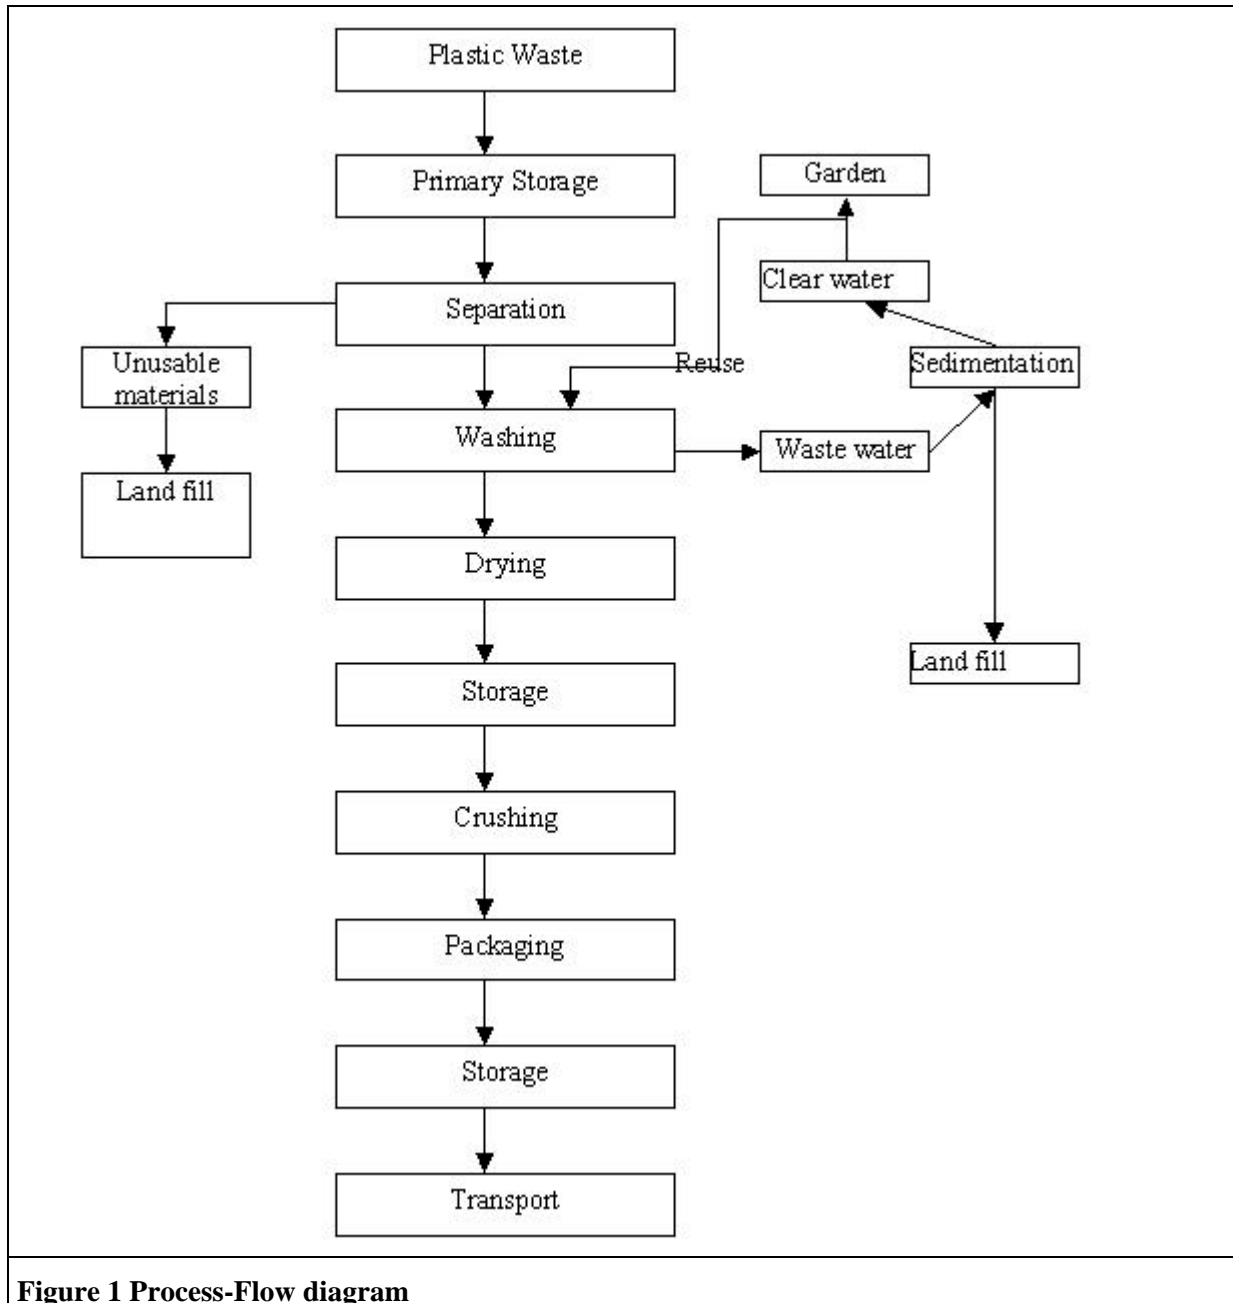 Plastic Waste
Primary Storage
Garden
Clear water
Separation
Unusable
materials
Reuse
Sedimentation
Washing
Waste water
Land fill
Drying
Land fill
Storage
Crushing
Packaging
Storage
Transport
Figure 1 Process-Flow diagram